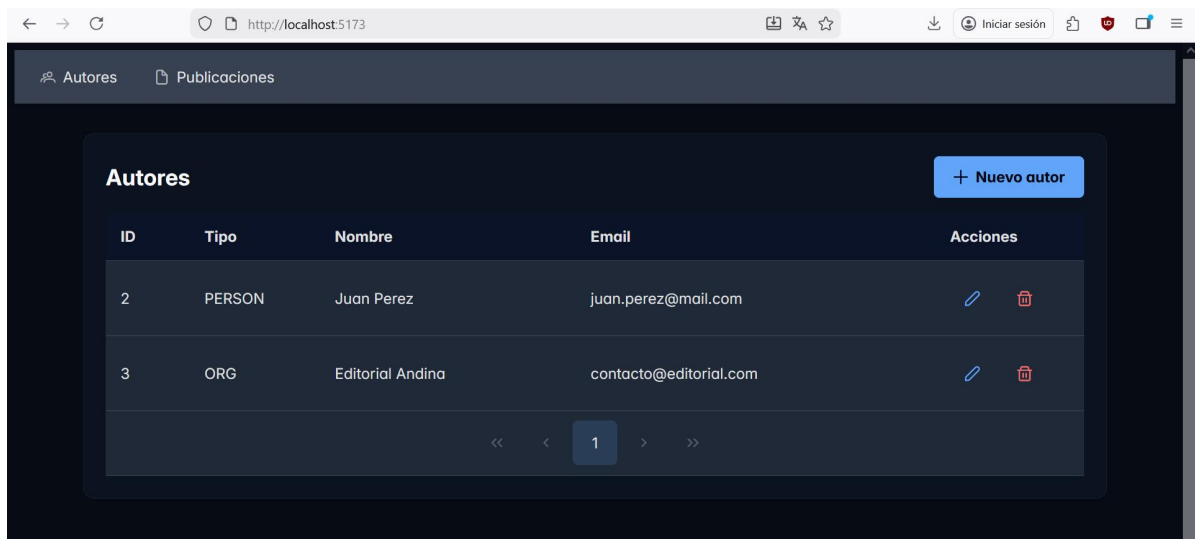 http://localhost:5173
Iniciar sesión
Autores Publicaciones
Autores + Nuevo autor
ID Tipo Nombre Email Acciones
2 PERSON Juan Perez juan.perez@mail.com
3 ORG Editorial Andina contacto@editorial.com
« ‹ 1 › »